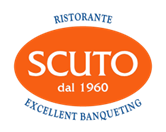 RISTORANTE
SCUTO
dal 1960
EXCELLENT BANQUETING